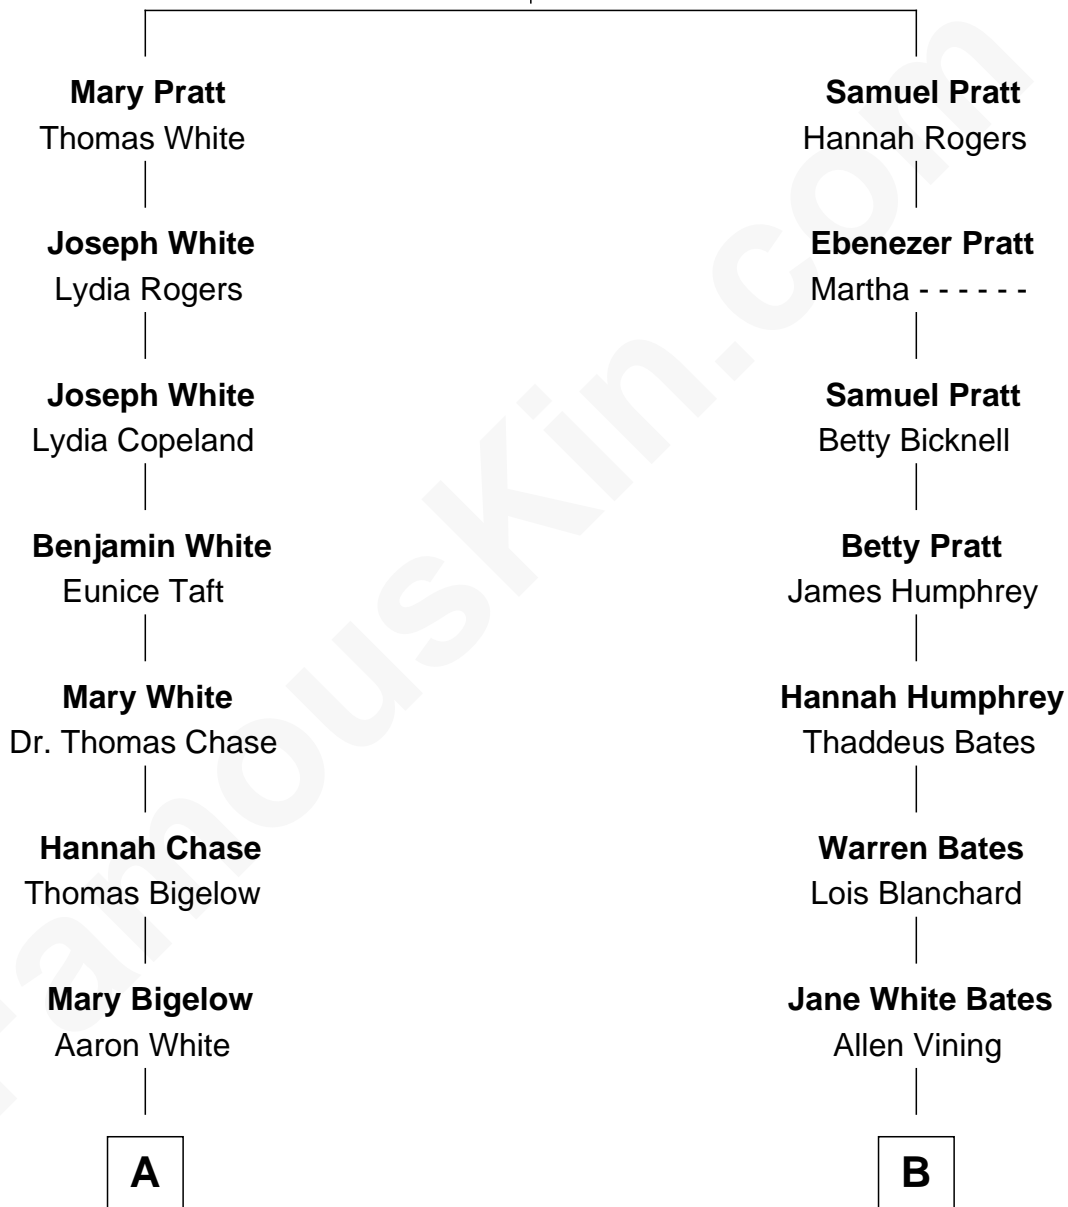 Mary Pratt
Thomas White
Joseph White
Lydia Rogers
Joseph White
Lydia Copeland
Benjamin White
Eunice Taft
Mary White
Dr. Thomas Chase
Hannah Chase
Thomas Bigelow
Mary Bigelow
Aaron White
A
Samuel Pratt
Hannah Rogers
Ebenezer Pratt
Martha - - - - - -
Samuel Pratt
Betty Bicknell
Betty Pratt
James Humphrey
Hannah Humphrey
Thaddeus Bates
Warren Bates
Lois Blanchard
Jane White Bates
Allen Vining
B
FamousKin.com